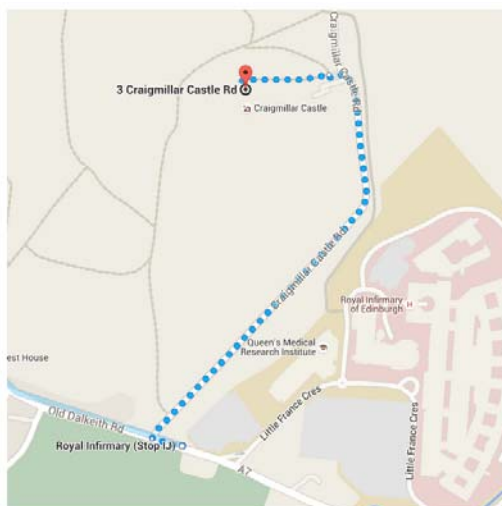 Craigmillar Castle Rd
3 Craigmillar Castle Rd
Craigmillar Castle
Craigmillar Castle Rd
Royal Infirmary
of Edinburgh
H
Queen's Medical
Research Institute
est House
Little France Cres
Little France Cres
Old Dalkeith Rd
Royal Infirmary (Stop IJ)
A7